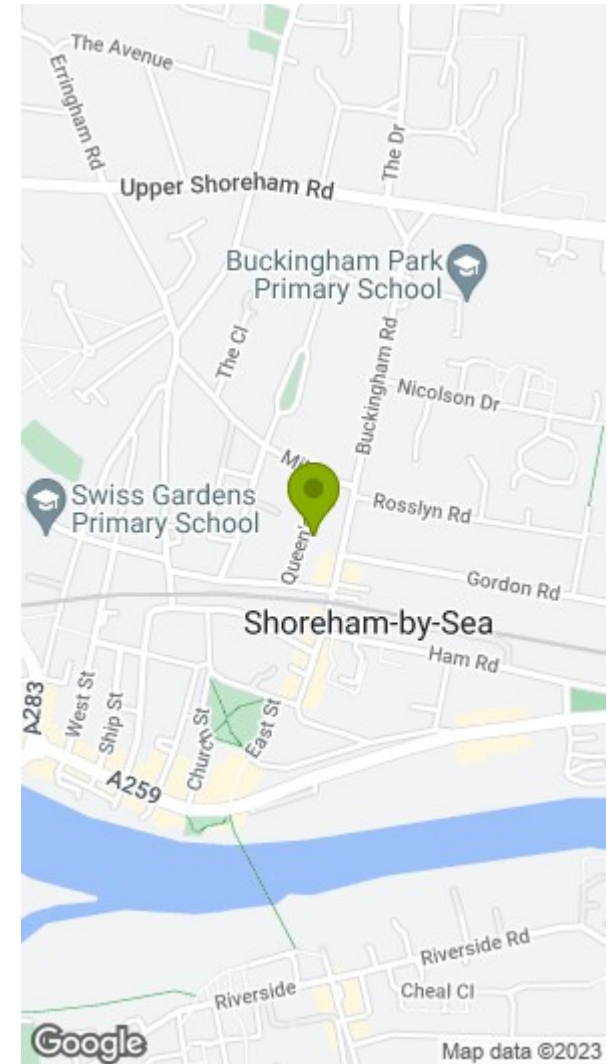 The Avenue
Erringham Rd
The Dr
Upper Shoreham Rd
Buckingham Park
Primary School
The Cl
Buckingham Rd
Nicolson Dr
Swiss Gardens
Primary School
Rosslyn Rd
Queen's
Gordon Rd
Shoreham-by-Sea
Ham Rd
A283
West St
Ship St
Church St
East St
A259
Riverside Rd
Riverside
Cheal Cl
Google
Map data ©2023